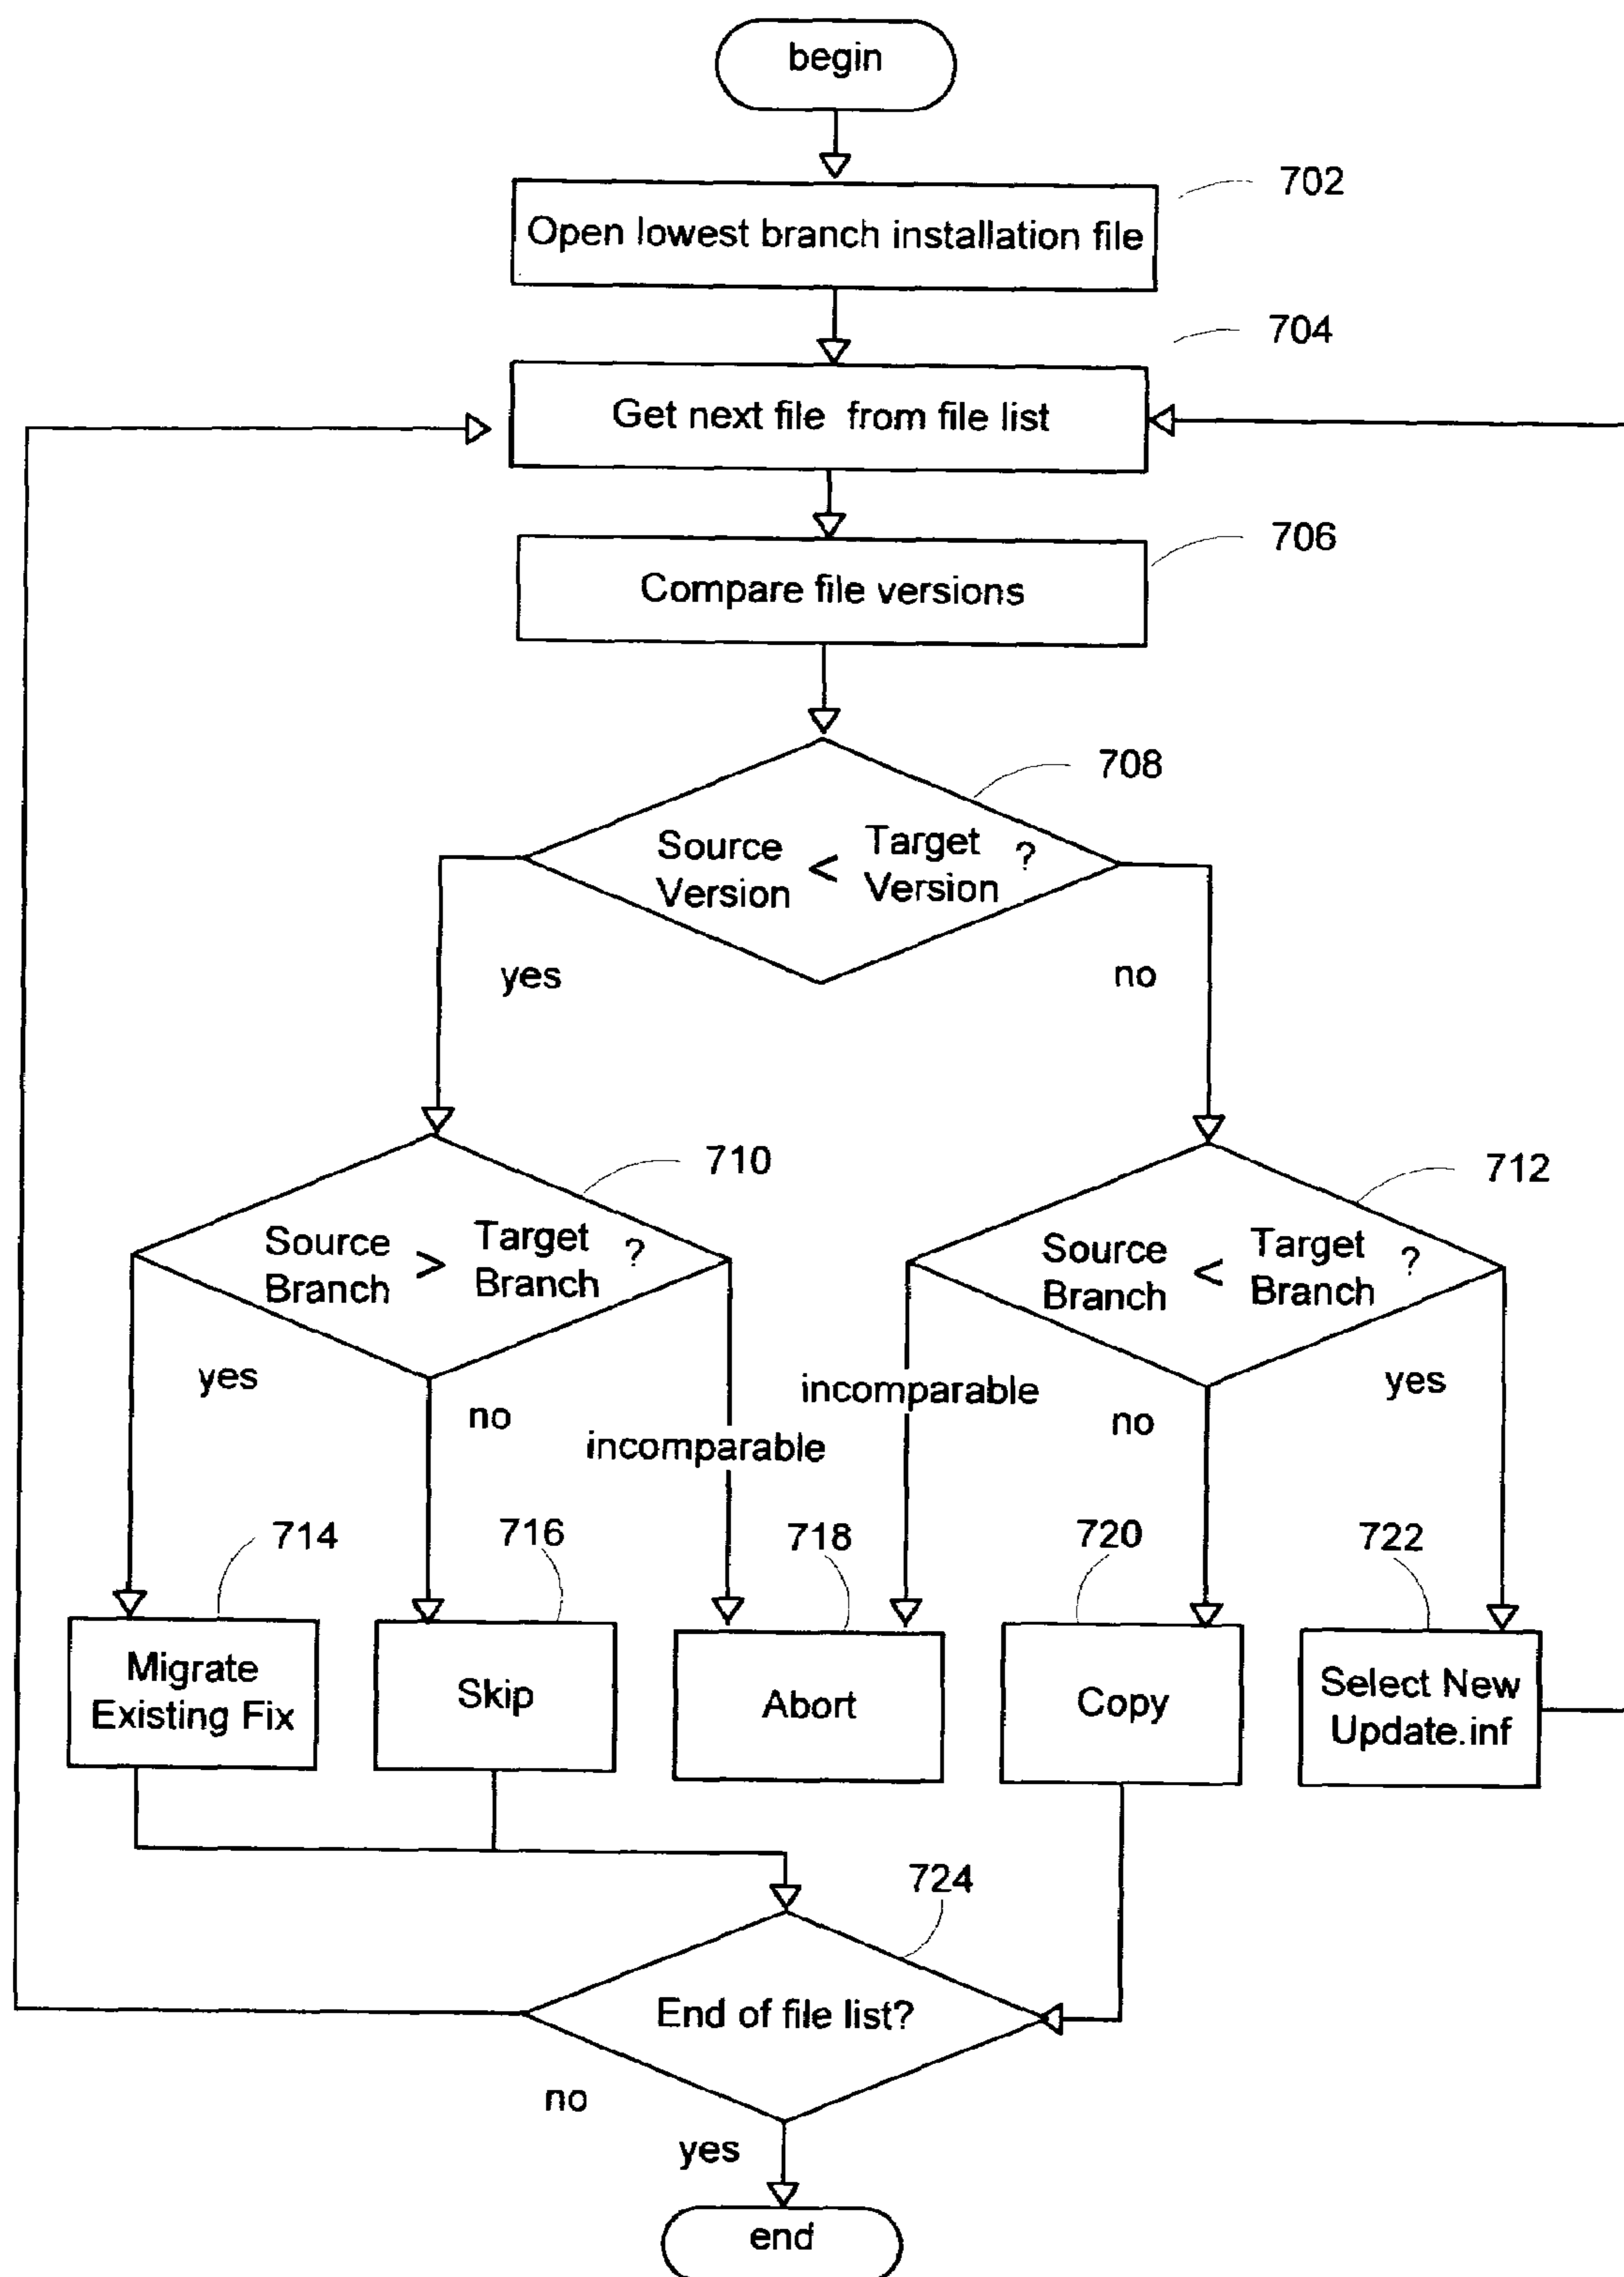 begin
702
Open lowest branch installation file
704
Get next file from file list
706
Compare file versions
708
Source Version < Target Version ?
yes
no
710
Source Branch > Target Branch ?
712
Source Branch < Target Branch ?
yes
no
incomparable
incomparable
no
yes
714
716
718
720
722
Migrate
Existing Fix
Skip
Abort
Copy
Select New
Update.inf
724
End of file list?
no
yes
end